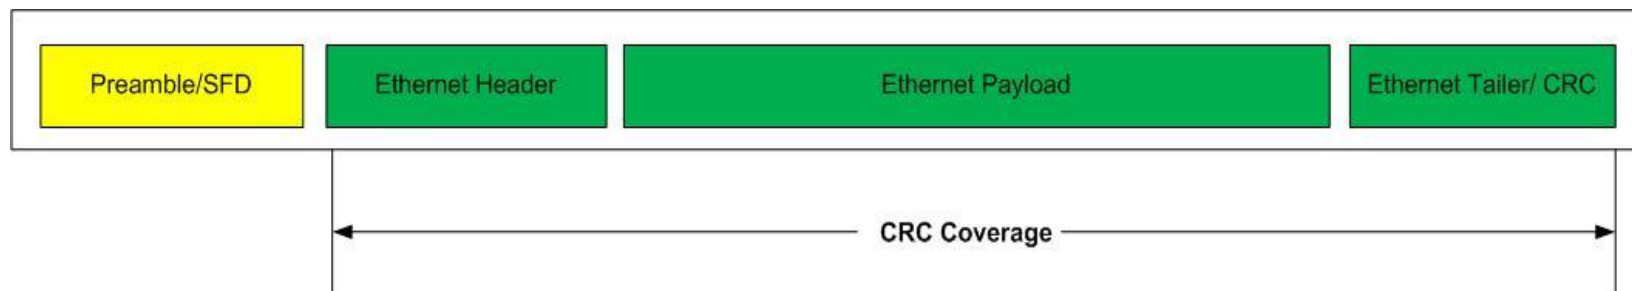 Preamble/SFD
Ethernet Header
Ethernet Payload
Ethernet Tailer/ CRC
CRC Coverage